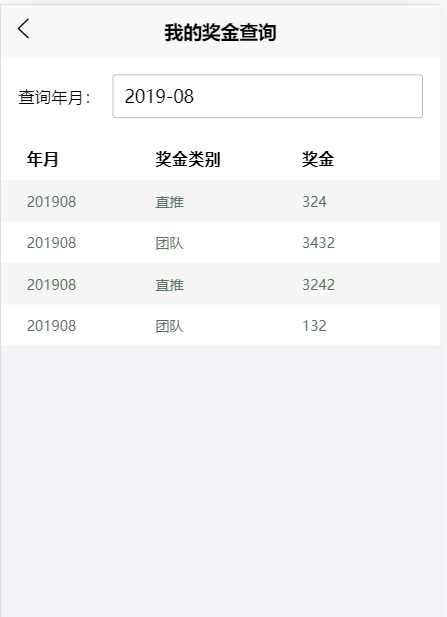 我的奖金查询
查询年月： 2019-08
年月 奖金类别 奖金
201908 直推 324
201908 团队 3432
201908 直推 3242
201908 团队 132